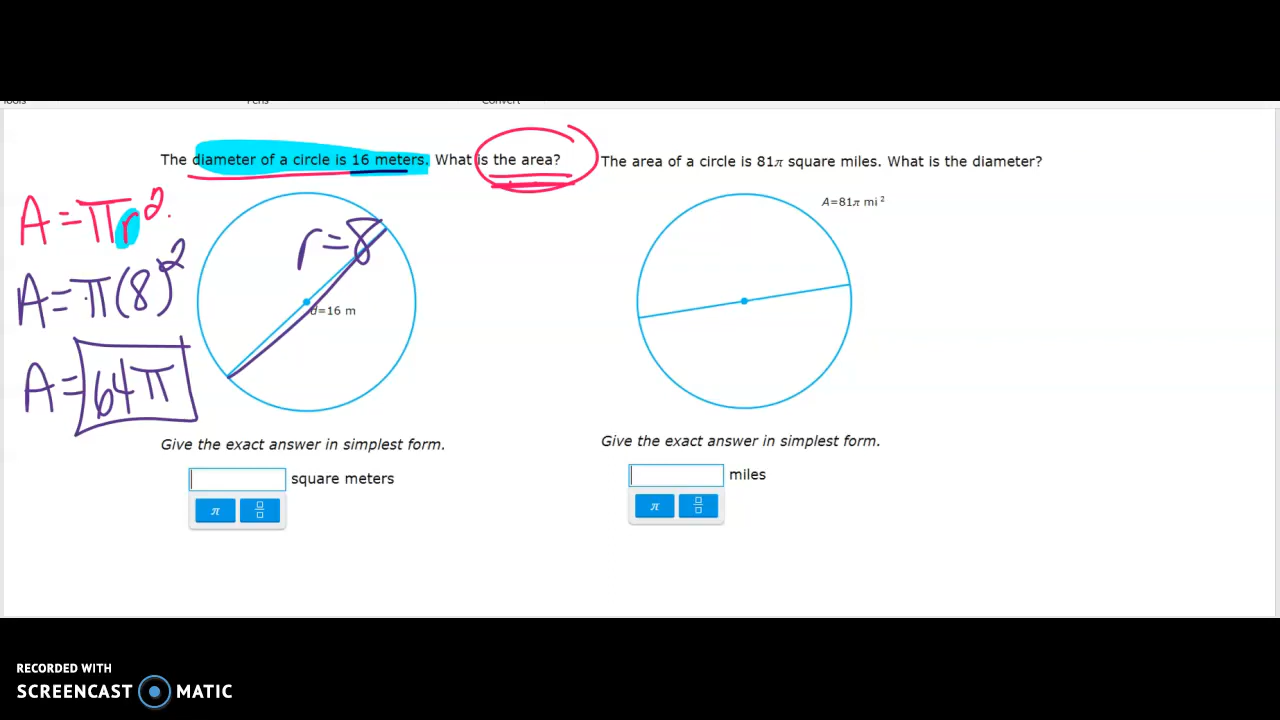 The diameter of a circle is 16 meters. What is the area?
A = πr².
A = π(8)²
A = 64π
r = 8
d=16 m
Give the exact answer in simplest form.
square meters
π
The area of a circle is 81π square miles. What is the diameter?
A=81π mi²
Give the exact answer in simplest form.
miles
π
RECORDED WITH
SCREENCAST MATIC